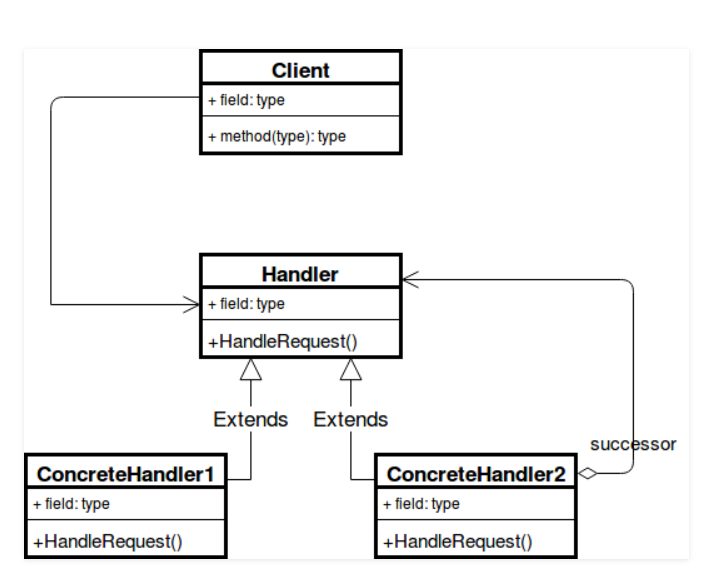 Client
+ field: type
+ method(type): type
Handler
+ field: type
+HandleRequest()
Extends
Extends
successor
ConcreteHandler1
+ field: type
+HandleRequest()
ConcreteHandler2
+ field: type
+HandleRequest()